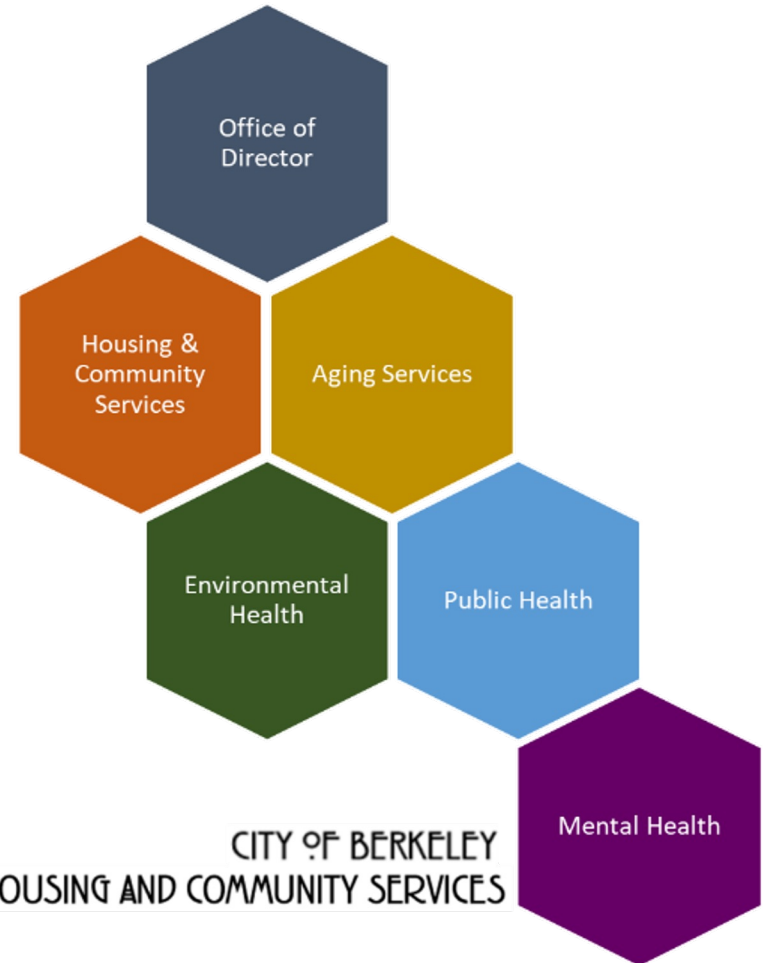 Office of
Director
Housing &
Community
Services
Aging Services
Environmental
Health
Public Health
Mental Health
CITY OF BERKELEY
AND COMMUNITY SERVICES